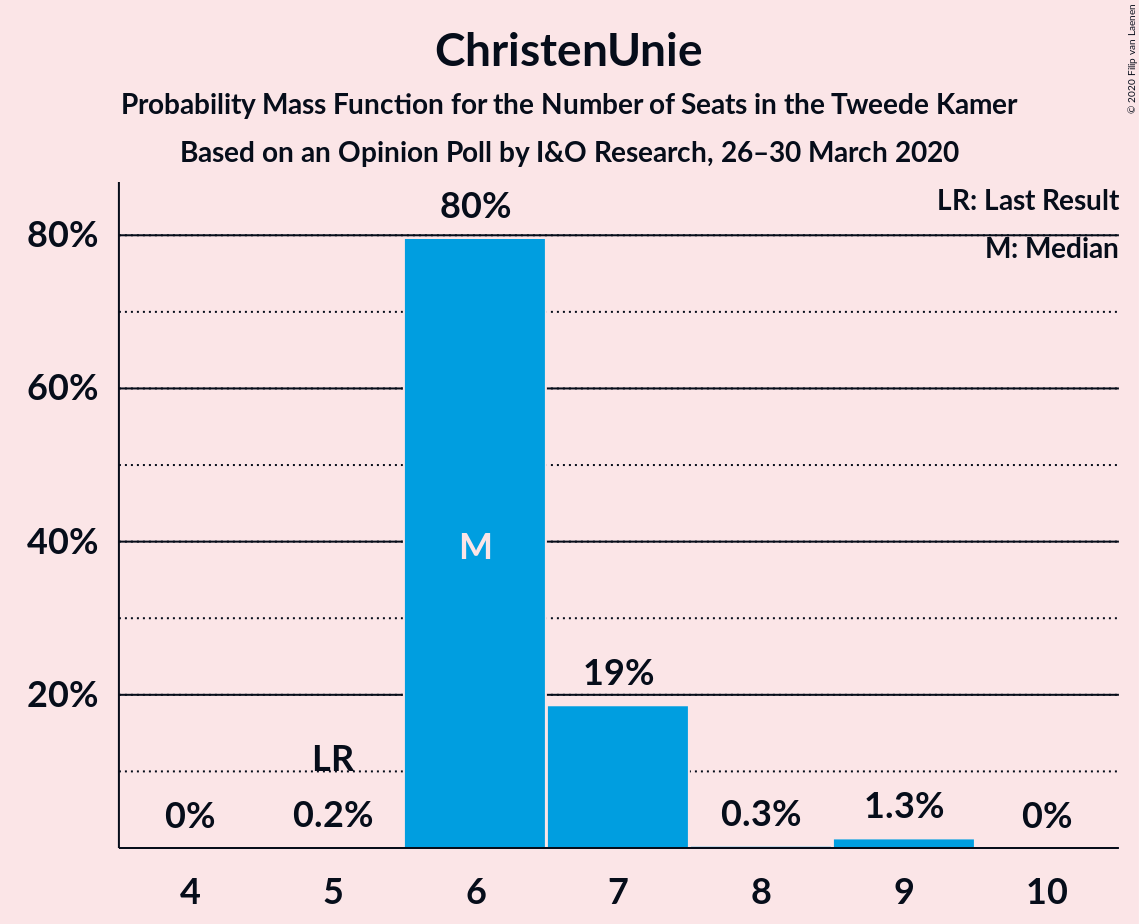 ChristenUnie
Probability Mass Function for the Number of Seats in the Tweede Kamer
Based on an Opinion Poll by I&O Research, 26–30 March 2020
© 2020 Filip van Laenen
LR: Last Result
M: Median
80%
60%
40%
20%
0%
LR
0.2%
80%
M
19%
0.3%
1.3%
0%
4 5 6 7 8 9 10